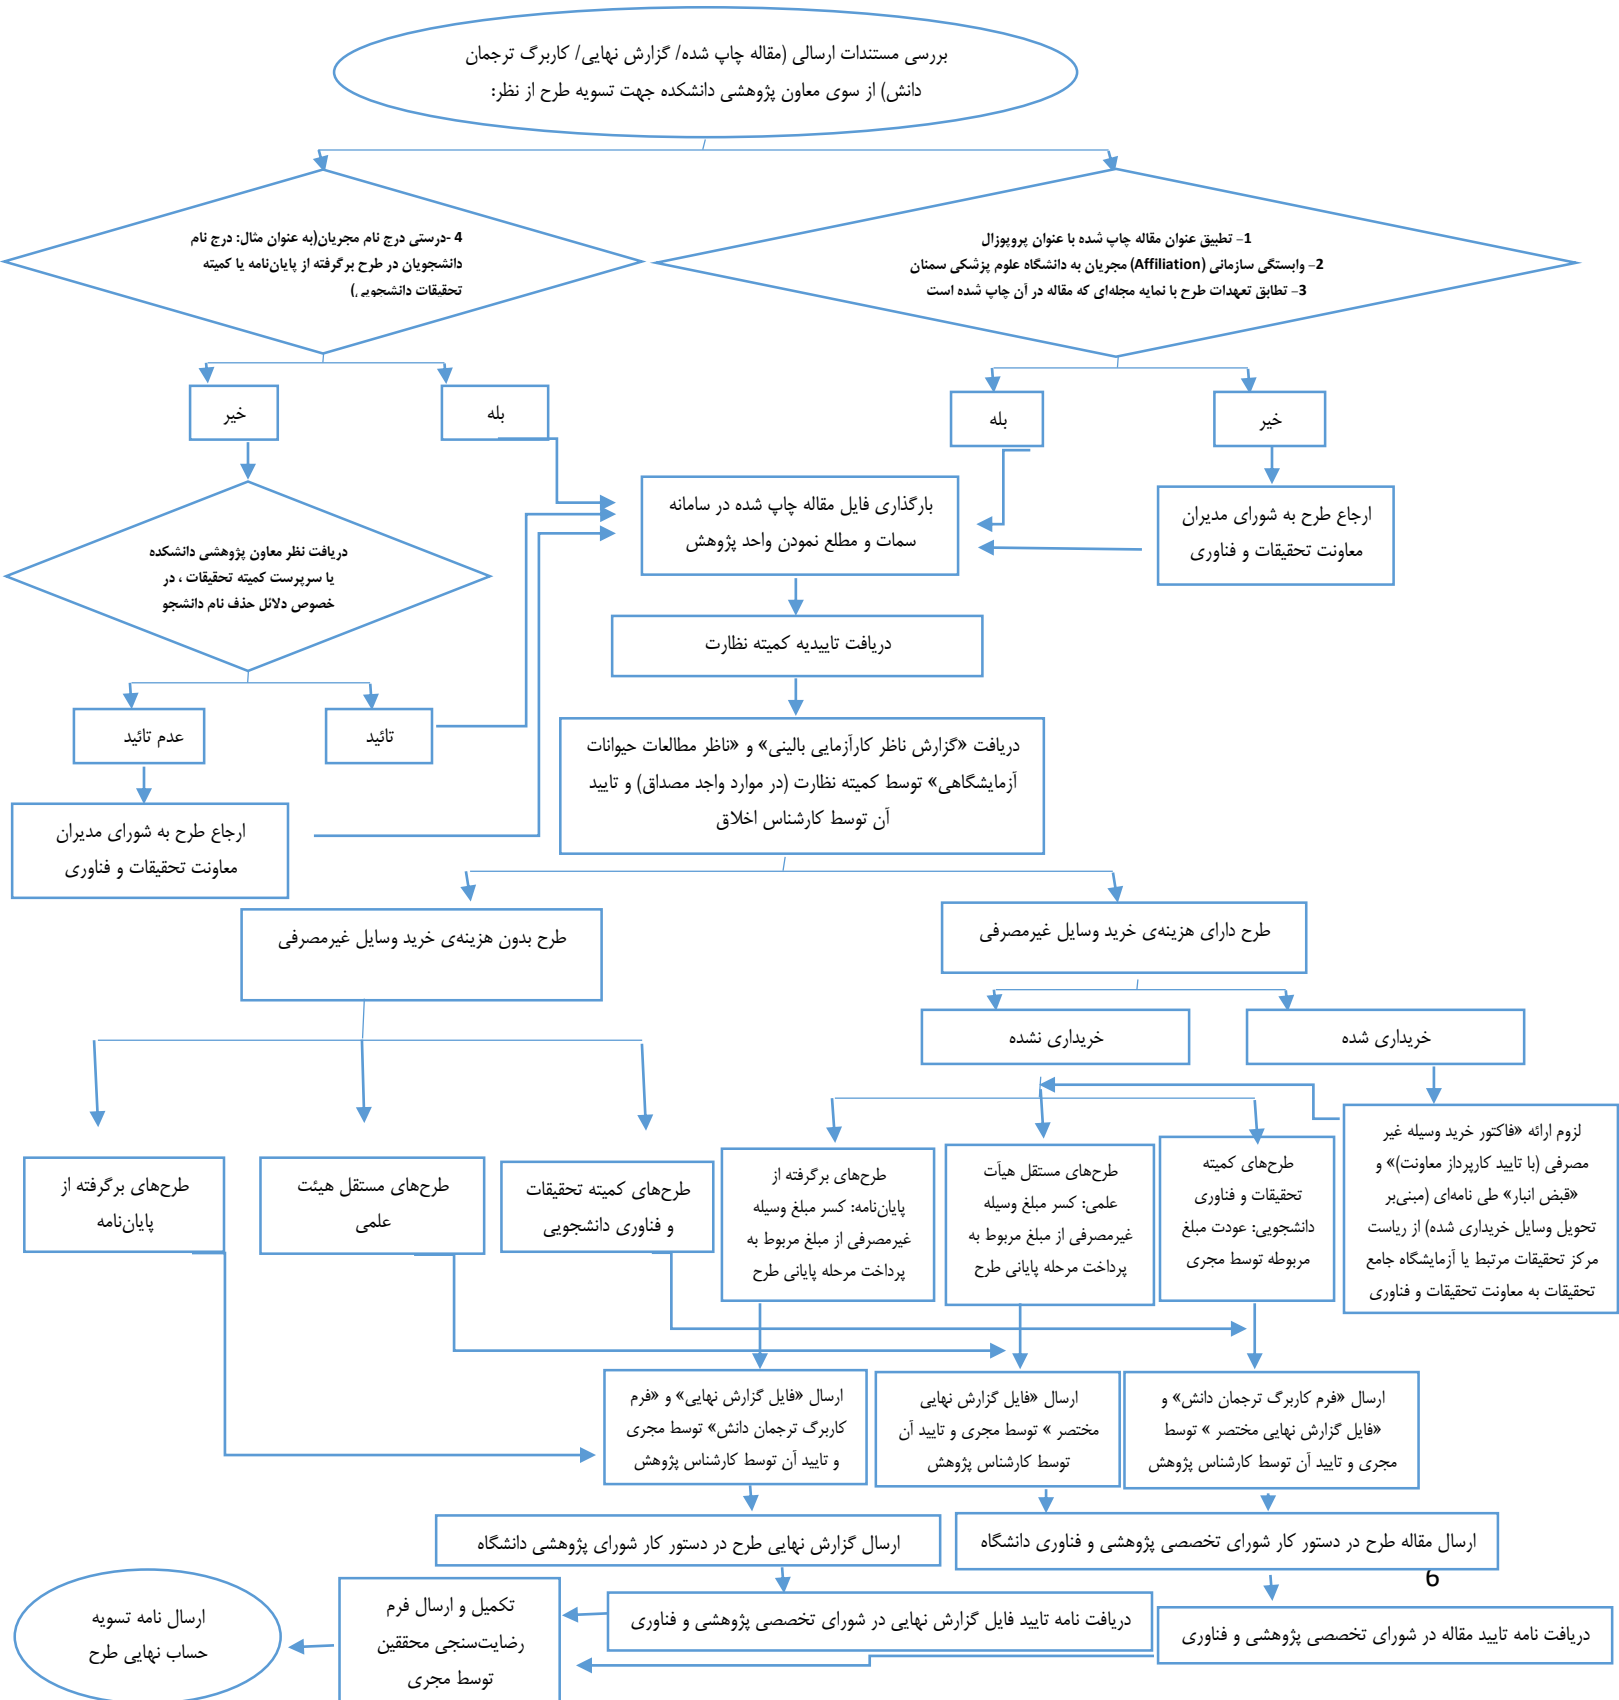 بررسی مستندات ارسالی (مقاله چاپ شده/ گزارش نهایی/ کاربرگ ترجمان
دانش) از سوی معاون پژوهشی دانشکده جهت تسویه طرح از نظر:
1- تطبیق عنوان مقاله چاپ شده با عنوان پروپوزال
2- وابستگی سازمانی (Affiliation) مجریان به دانشگاه علوم پزشکی سمنان
3- تطابق تعهدات طرح با نمایه مجله‌ای که مقاله در آن چاپ شده است
4 -درستی درج نام مجریان(به عنوان مثال: درج نام
دانشجویان در طرح برگرفته از پایان‌نامه یا کمیته
تحقیقات دانشجویی)
خیر
بله
بله
خیر
ارجاع طرح به شورای مدیران
معاونت تحقیقات و فناوری
بارگذاری فایل مقاله چاپ شده در سامانه
سمات و مطلع نمودن واحد پژوهش
دریافت نظر معاون پژوهشی دانشکده
یا سرپرست کمیته تحقیقات ، در
خصوص دلائل حذف نام دانشجو
دریافت تاییدیه کمیته نظارت
تائید
عدم تائید
دریافت «گزارش ناظر کارآزمایی بالینی» و «ناظر مطالعات حیوانات
آزمایشگاهی» توسط کمیته نظارت (در موارد واجد مصداق) و تایید
آن توسط کارشناس اخلاق
ارجاع طرح به شورای مدیران
معاونت تحقیقات و فناوری
طرح دارای هزینه‌ی خرید وسایل غیرمصرفی
طرح بدون هزینه‌ی خرید وسایل غیرمصرفی
خریداری شده
خریداری نشده
لزوم ارائه «فاکتور خرید وسیله غیر
مصرفی (با تایید کارپرداز معاونت)» و
«قبض انبار» طی نامه‌ای (مبنی‌بر
تحویل وسایل خریداری شده) از ریاست
مرکز تحقیقات مرتبط یا آزمایشگاه جامع
تحقیقات به معاونت تحقیقات و فناوری
طرح‌های کمیته
تحقیقات و فناوری
دانشجویی: عودت مبلغ
مربوطه توسط مجری
طرح‌های مستقل هیأت
علمی: کسر مبلغ وسیله
غیرمصرفی از مبلغ مربوط به
پرداخت مرحله پایانی طرح
طرح‌های برگرفته از
پایان‌نامه: کسر مبلغ وسیله
غیرمصرفی از مبلغ مربوط به
پرداخت مرحله پایانی طرح
طرح‌های کمیته تحقیقات
و فناوری دانشجویی
طرح‌های مستقل هیئت
علمی
طرح‌های برگرفته از
پایان‌نامه
ارسال «فرم کاربرگ ترجمان دانش» و
«فایل گزارش نهایی مختصر » توسط
مجری و تایید آن توسط کارشناس پژوهش
ارسال «فایل گزارش نهایی
مختصر » توسط مجری و تایید آن
توسط کارشناس پژوهش
ارسال «فایل گزارش نهایی» و «فرم
کاربرگ ترجمان دانش» توسط مجری
و تایید آن توسط کارشناس پژوهش
ارسال مقاله طرح در دستور کار شورای تخصصی پژوهشی و فناوری دانشگاه
ارسال گزارش نهایی طرح در دستور کار شورای پژوهشی دانشگاه
6
دریافت نامه تایید مقاله در شورای تخصصی پژوهشی و فناوری
دریافت نامه تایید فایل گزارش نهایی در شورای تخصصی پژوهشی و فناوری
تکمیل و ارسال فرم
رضایت‌سنجی محققین
توسط مجری
ارسال نامه تسویه
حساب نهایی طرح